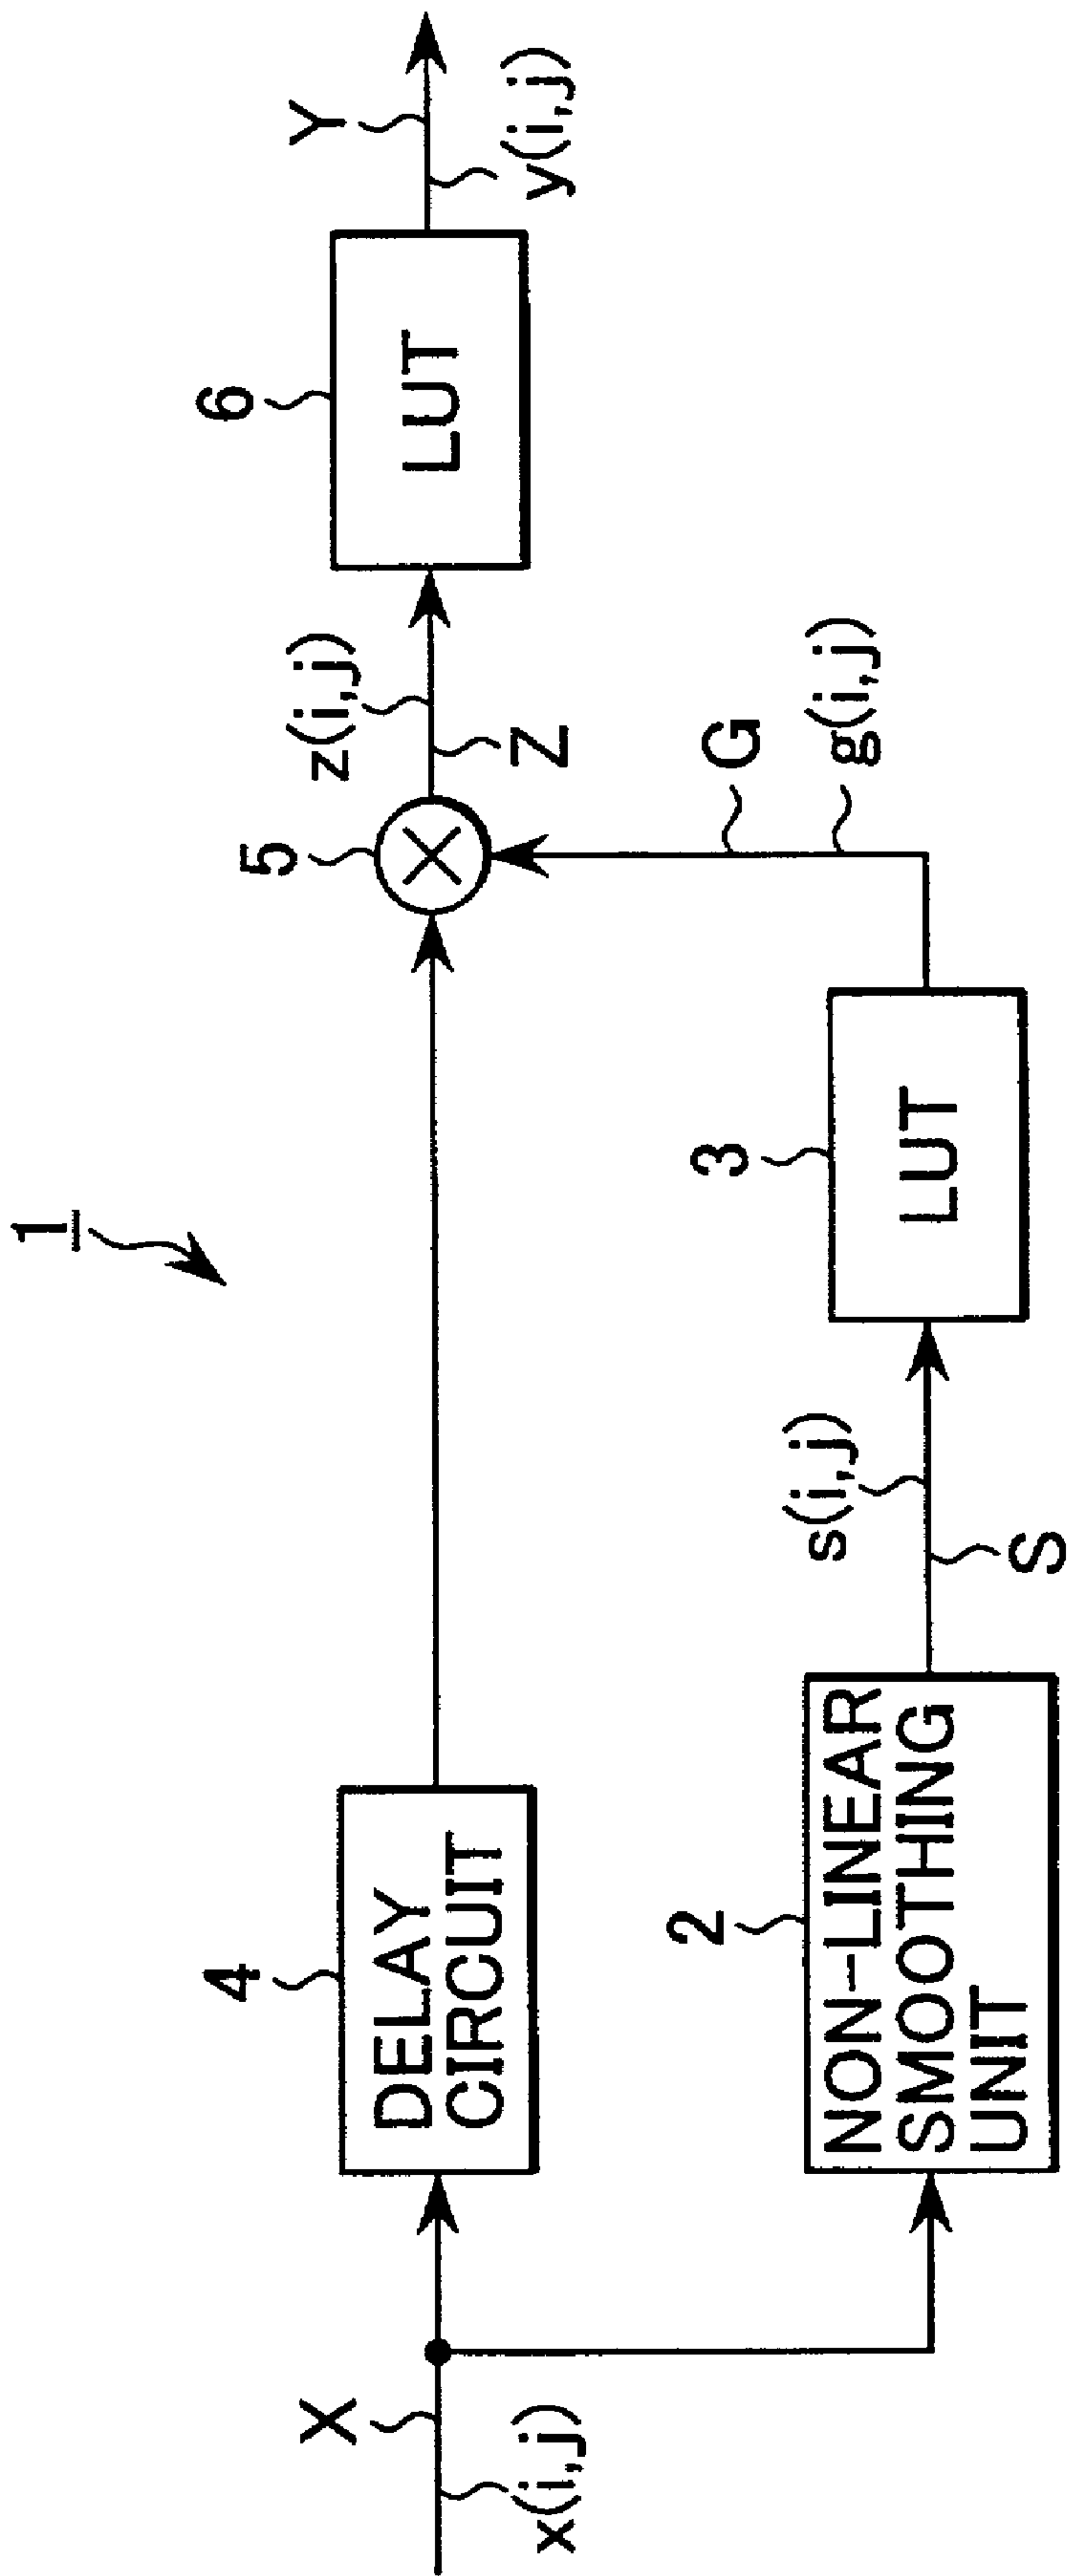 1
X
x(i,j)
4
DELAY
CIRCUIT
2
NON-LINEAR
SMOOTHING
UNIT
s(i,j)
S
3
LUT
G
g(i,j)
5
z(i,j)
Z
6
LUT
Y
y(i,j)